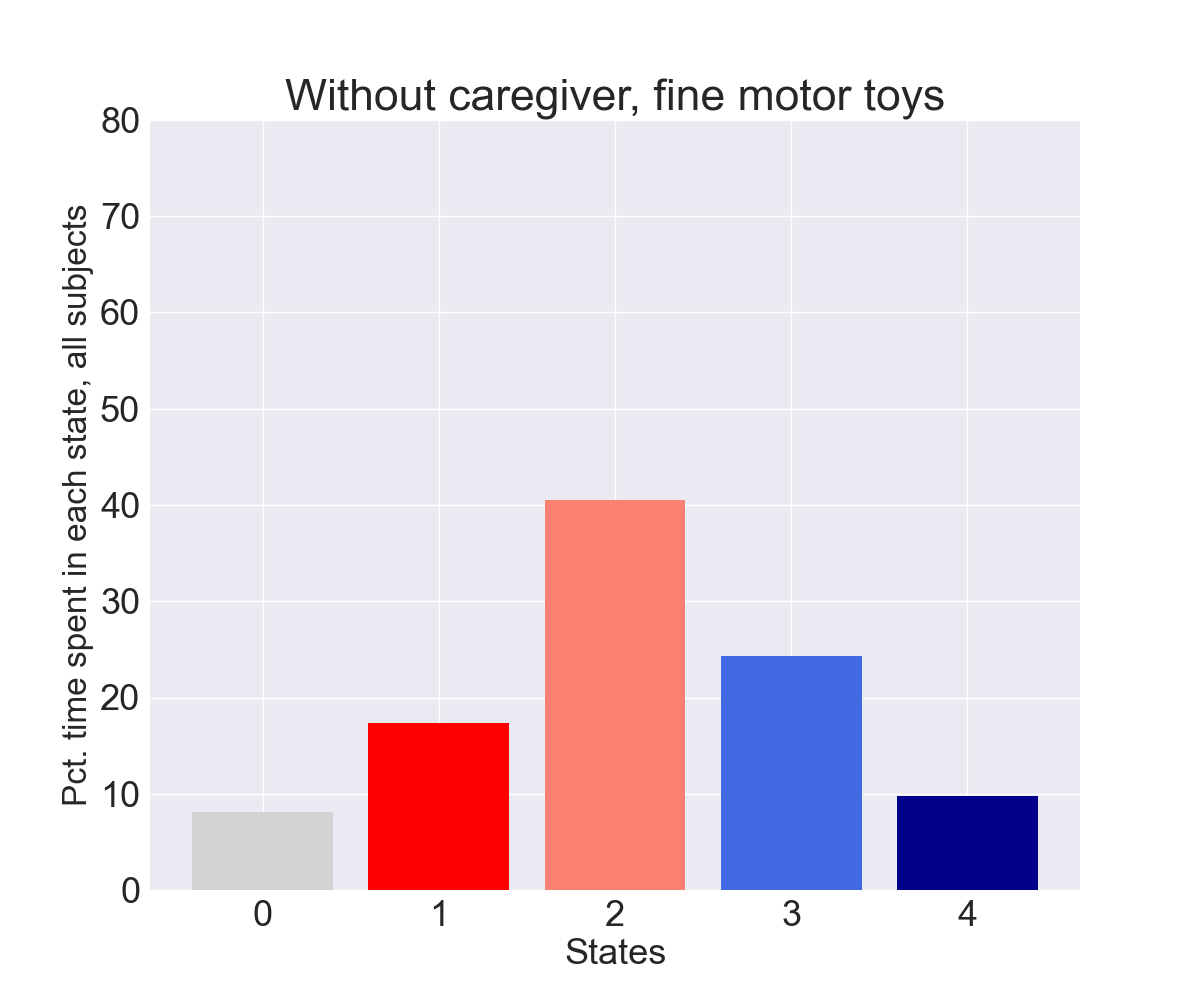 Without caregiver, fine motor toys
Pct. time spent in each state, all subjects
80
70
60
50
40
30
20
10
0
0 1 2 3 4
States